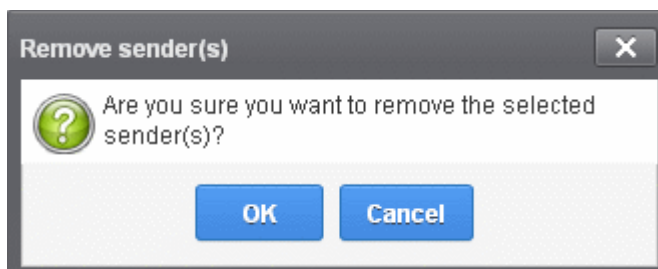 Remove sender(s)
Are you sure you want to remove the selected
sender(s)?
OK
Cancel